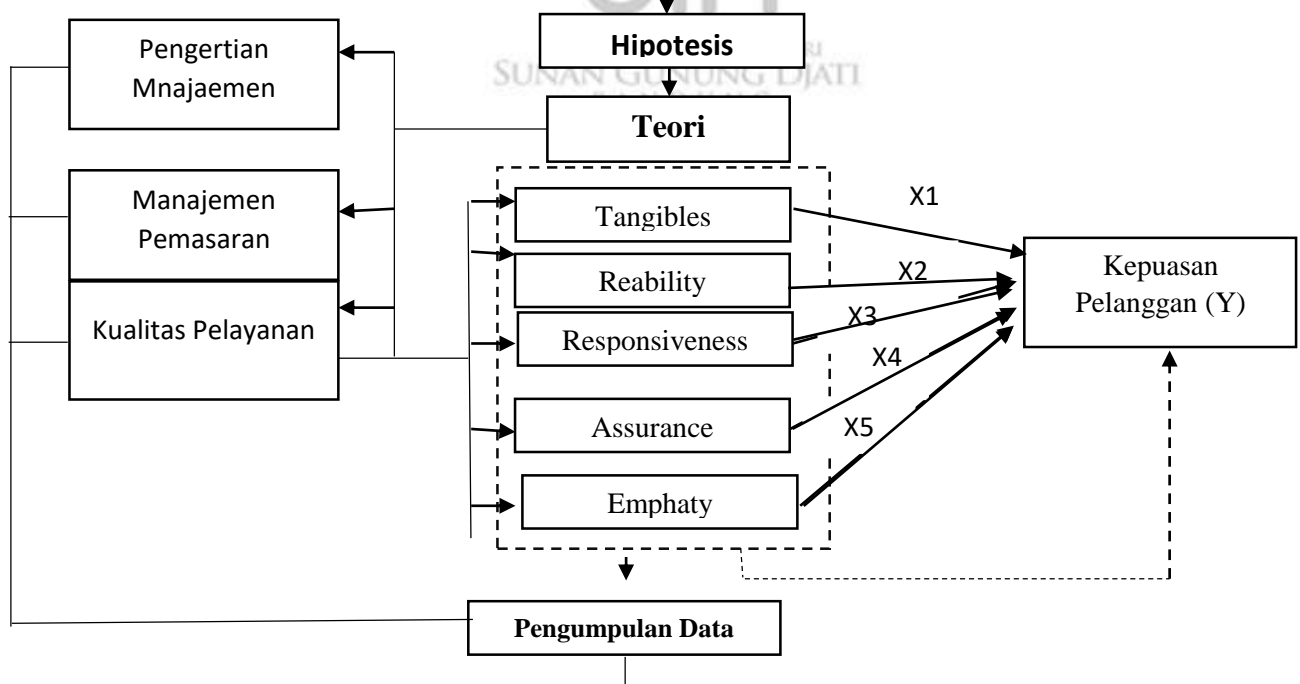 Hipotesis
SUNAN GUNUNG DJATI
Teori
Pengertian
Mnajaemen
Manajemen
Pemasaran
Kualitas Pelayanan
Tangibles
Reability
Responsiveness
Assurance
Emphaty
X1
X2
X3
X4
X5
Kepuasan
Pelanggan (Y)
Pengumpulan Data